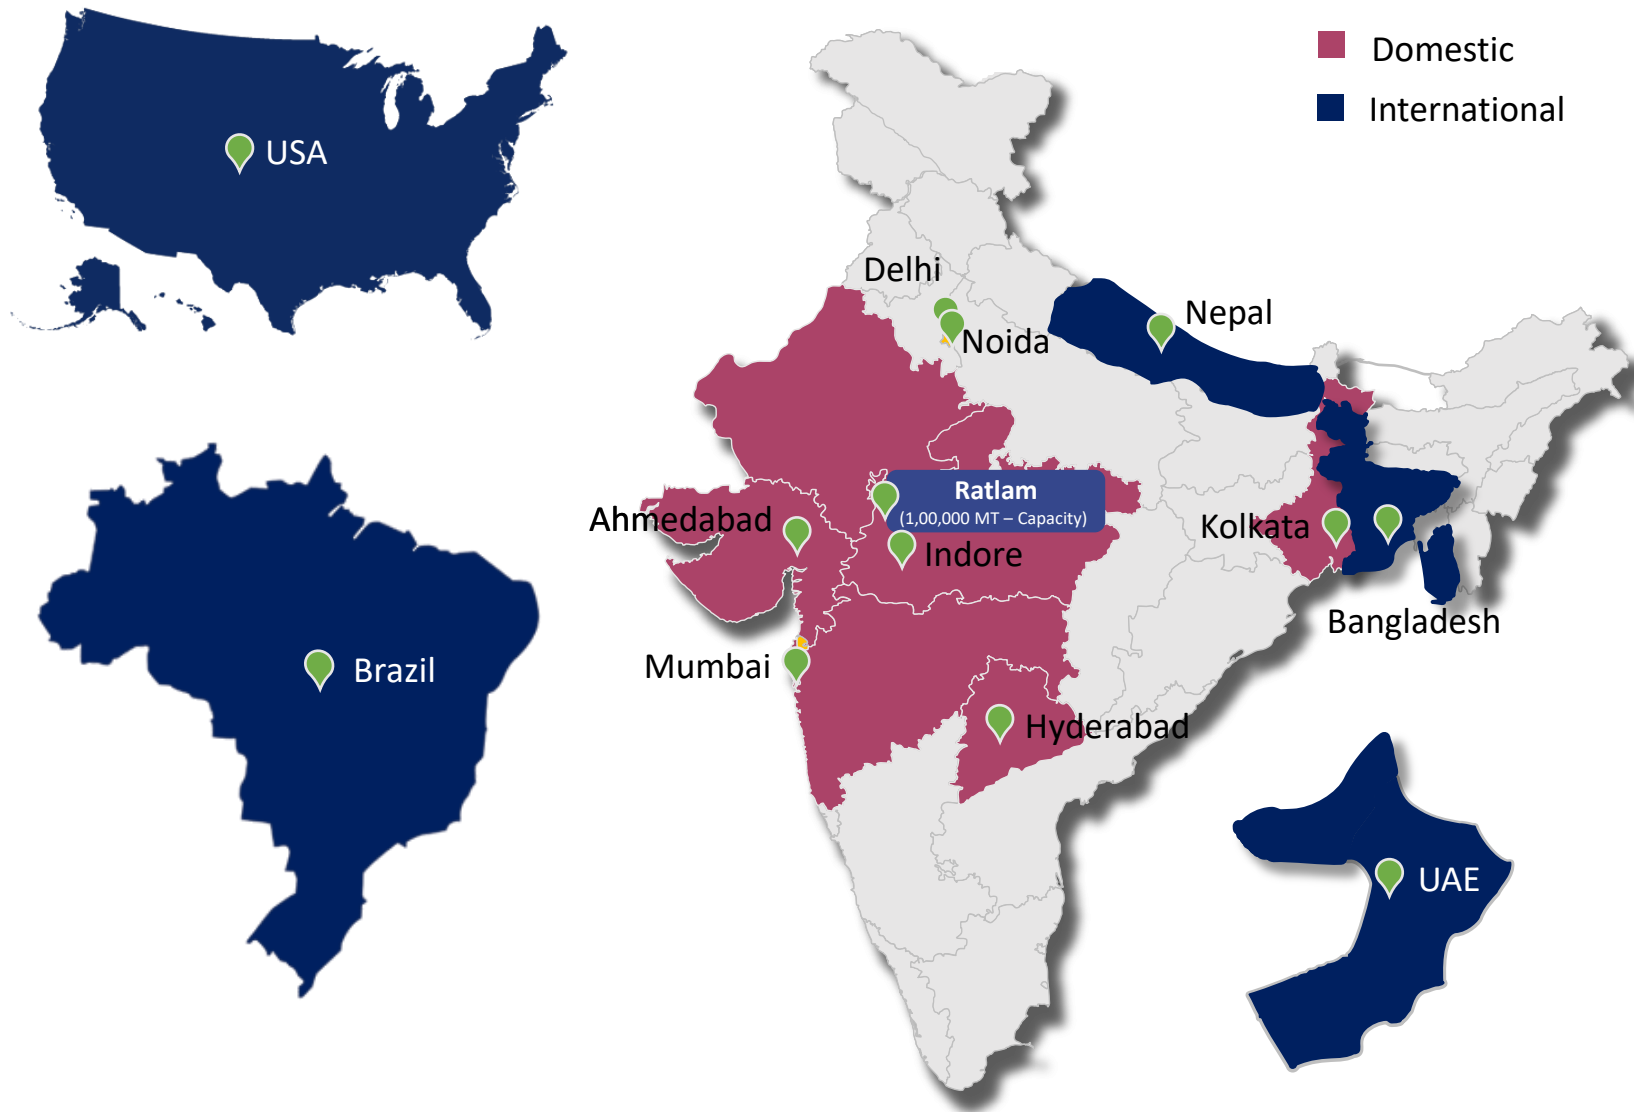 Domestic
International
USA
Delhi
Noida
Nepal
Ratlam
(1,00,000 MT – Capacity)
Ahmedabad
Indore
Kolkata
Bangladesh
Mumbai
Brazil
Hyderabad
UAE